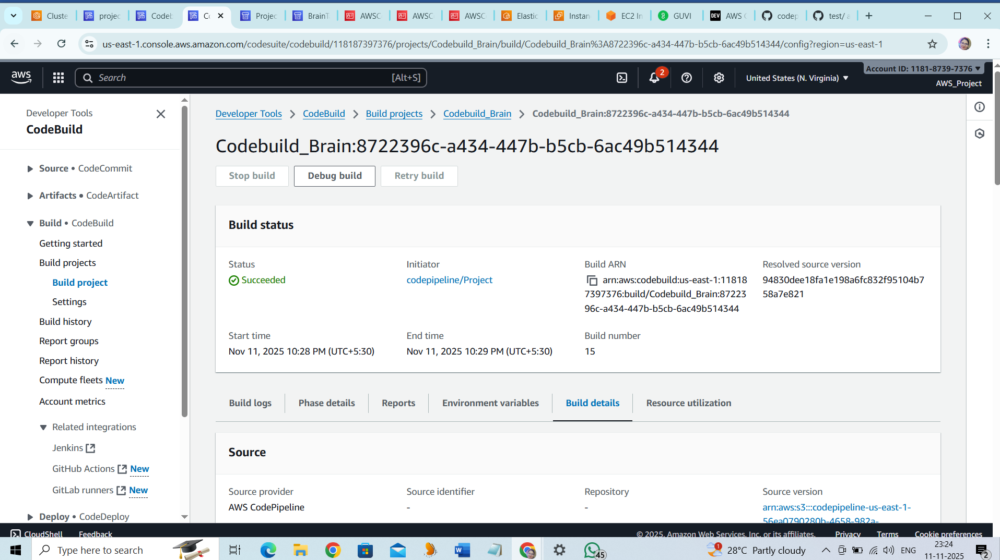 Cluste
projec
Codeb
Co
Projec
BrainT
AWSC
AWSC
AWSC
Elastic
Instan
EC2 In
GUVI
DEV
AWS
codep
test/ a
us-east-1.console.aws.amazon.com/codesuite/codebuild/118187397376/projects/Codebuild_Brain/build/Codebuild_Brain%3A8722396c-a434-447b-b5cb-6ac49b514344/config?region=us-east-1
aws
Search
[Alt+S]
2
United States (N. Virginia)
Account ID: 1181-8739-7376
AWS_Project
Developer Tools
CodeBuild
Source • CodeCommit
Artifacts • CodeArtifact
Build • CodeBuild
Getting started
Build projects
Build project
Settings
Build history
Report groups
Report history
Compute fleets New
Account metrics
Related integrations
Jenkins
GitHub Actions New
GitLab runners New
Deploy • CodeDeploy
Developer Tools > CodeBuild > Build projects > Codebuild_Brain > Codebuild_Brain:8722396c-a434-447b-b5cb-6ac49b514344
Codebuild_Brain:8722396c-a434-447b-b5cb-6ac49b514344
Stop build
Debug build
Retry build
Build status
Status
Succeeded
Initiator
codepipeline/Project
Build ARN
arn:aws:codebuild:us-east-1:11818
7397376:build/Codebuild_Brain:87223
96c-a434-447b-b5cb-6ac49b514344
Resolved source version
94830dee18fa1e198a6fc832f95104b7
58a7e821
Start time
Nov 11, 2025 10:28 PM (UTC+5:30)
End time
Nov 11, 2025 10:29 PM (UTC+5:30)
Build number
15
Build logs
Phase details
Reports
Environment variables
Build details
Resource utilization
Source
Source provider
AWS CodePipeline
Source identifier
-
Repository
-
Source version
arn:aws:s3:::codepipeline-us-east-1-
56ea0790280b-4658-982a-
CloudShell
Feedback
© 2025, Amazon Web Services, Inc. or its affiliates.
Privacy
Terms
Cookie preferences
Type here to search
45
1
28°C Partly cloudy
ENG
23:24
11-11-2025
2